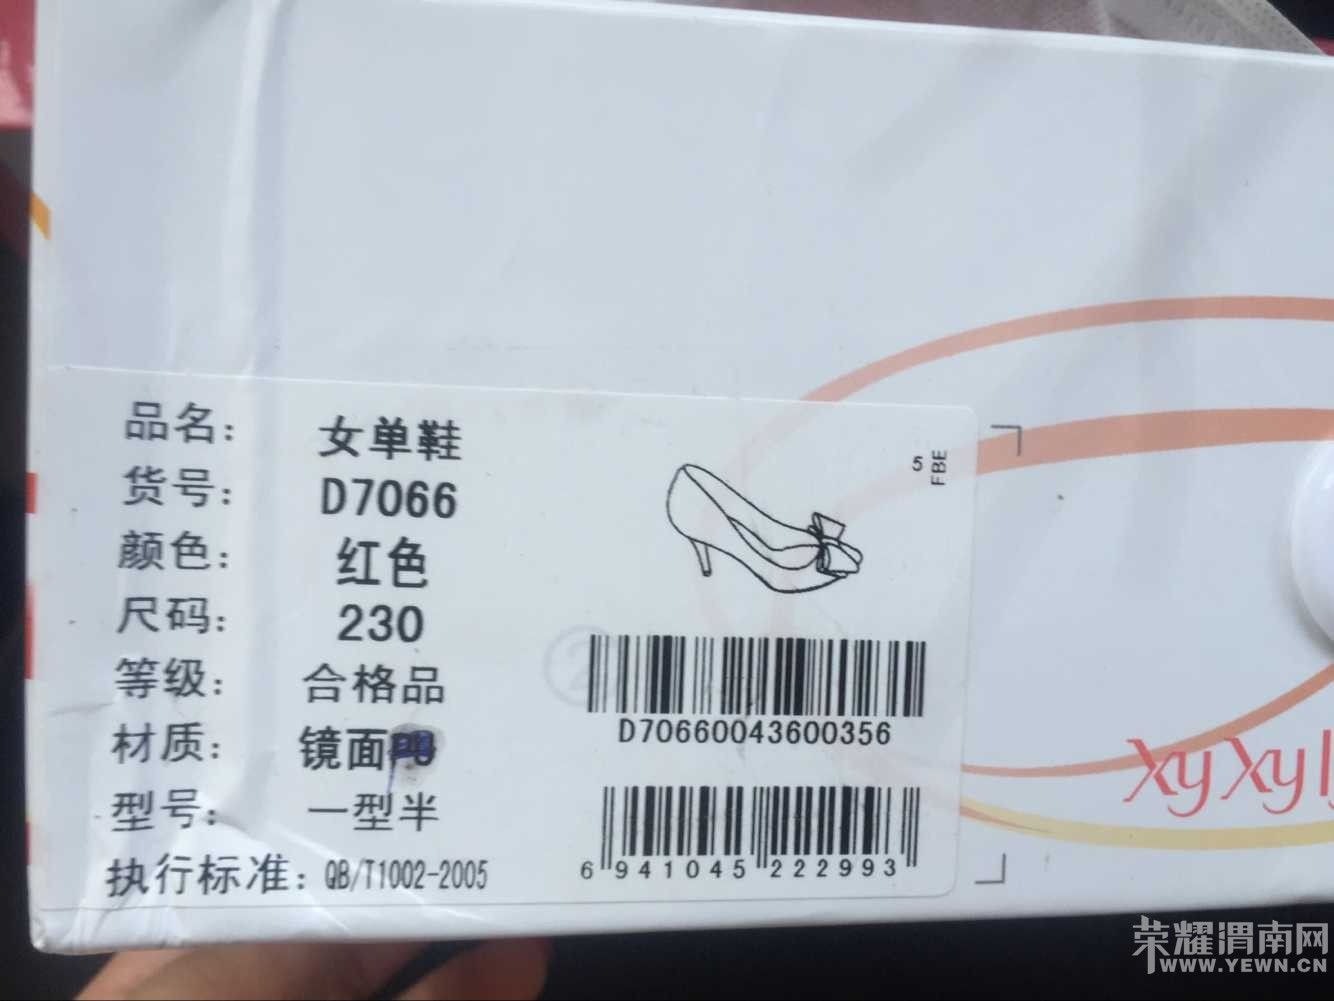 品名: 女单鞋
货号: D7066
颜色: 红色
尺码: 230
等级: 合格品
材质: 镜面
型号: 一型半
执行标准: QB/T1002-2005
5
FBE
D70660043600356
6 941045 222993
XyXy
荣耀渭南网
WWW.YEWN.CN